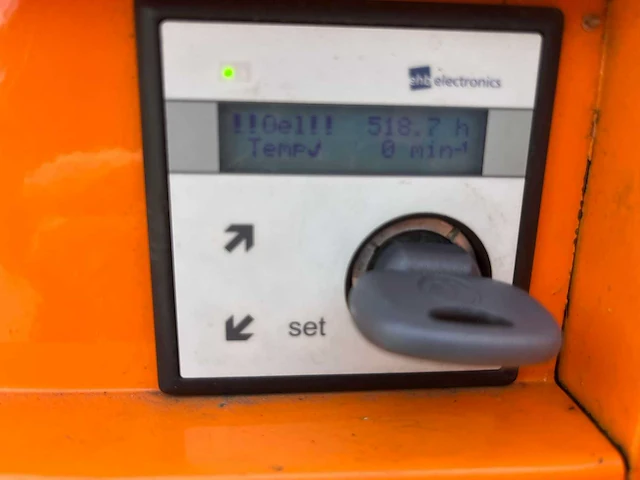 ehb electronics
!!Oel!! 518.7 h
Temp✓ 0 min⁻¹
set